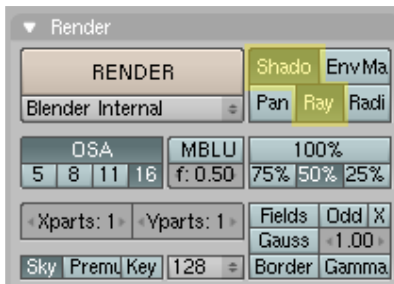 Render
RENDER
Shado EnvMa
Blender Internal
Pan Ray Radi
OSA MBLU 100%
5 8 11 16 f: 0.50 75% 50% 25%
Xparts: 1 Yparts: 1
Fields Odd X
Gauss 1.00
Sky Premu Key 128 Border Gamma